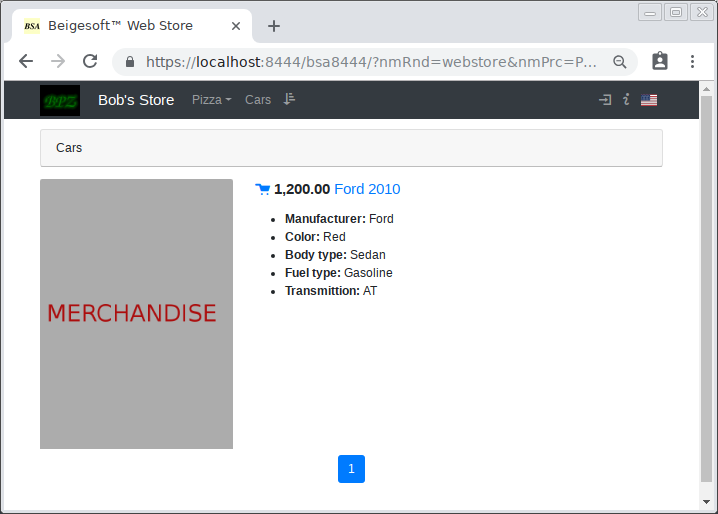 BSA Beigesoft™ Web Store
https://localhost:8444/bsa8444/?nmRnd=webstore&nmPrc=P...
BPZ Bob's Store Pizza Cars
Cars
1,200.00 Ford 2010
Manufacturer: Ford
Color: Red
Body type: Sedan
Fuel type: Gasoline
Transmittion: AT
MERCHANDISE
1